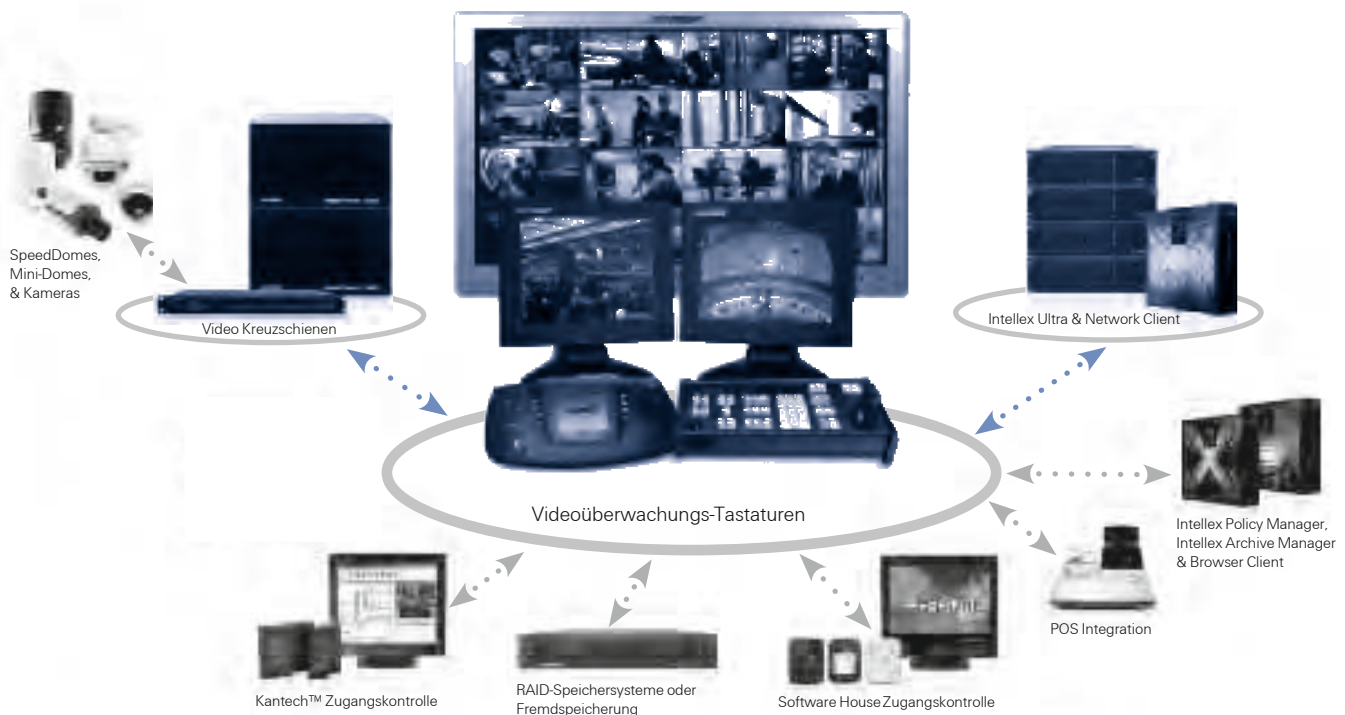 SpeedDomes,
Mini-Domes,
& Kameras
Video Kreuzschienen
Intellex Ultra & Network Client
Videoüberwachungs-Tastaturen
Intellex Policy Manager,
Intellex Archive Manager
& Browser Client
POS Integration
Kantech™ Zugangskontrolle
RAID-Speichersysteme oder
Fremdspeicherung
Software House Zugangskontrolle